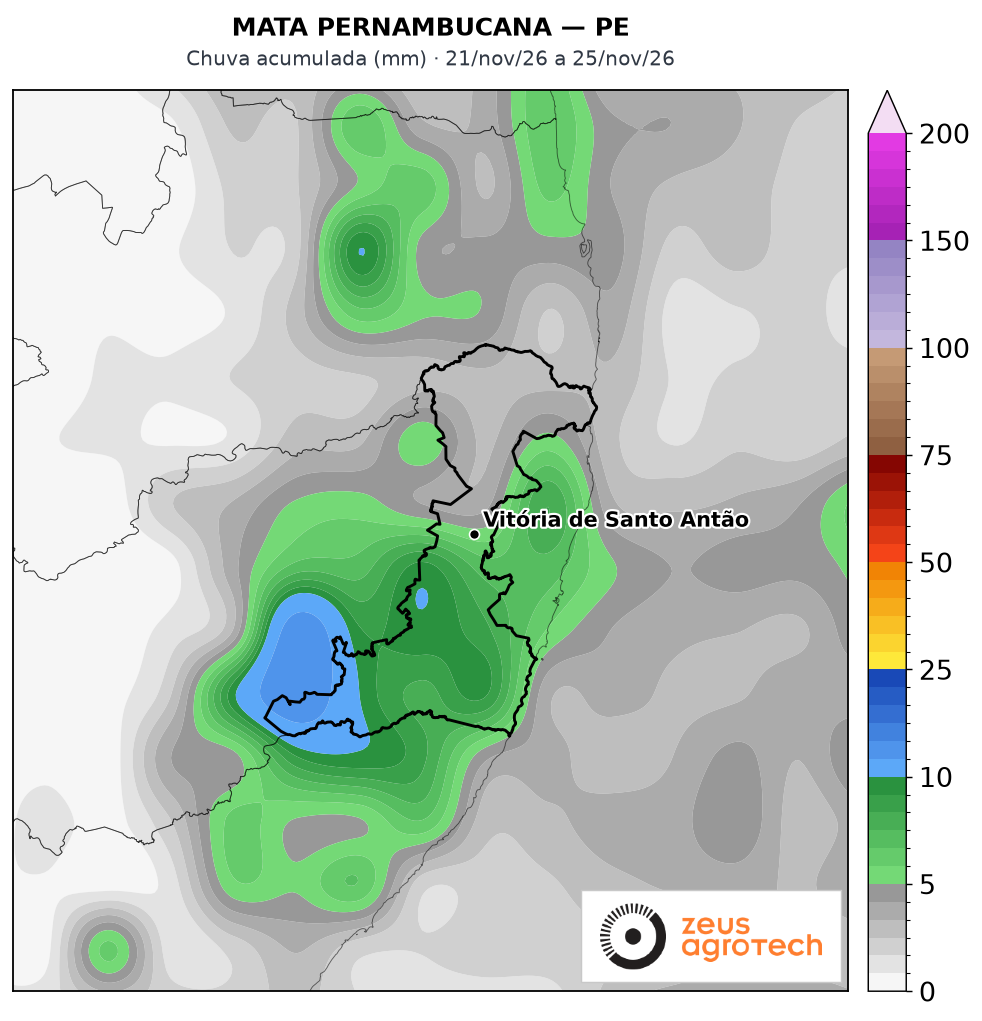 MATA PERNAMBUCANA — PE
Chuva acumulada (mm) · 21/nov/26 a 25/nov/26
200
150
100
75
50
25
10
5
0
Vitória de Santo Antão
zeus
agrotech